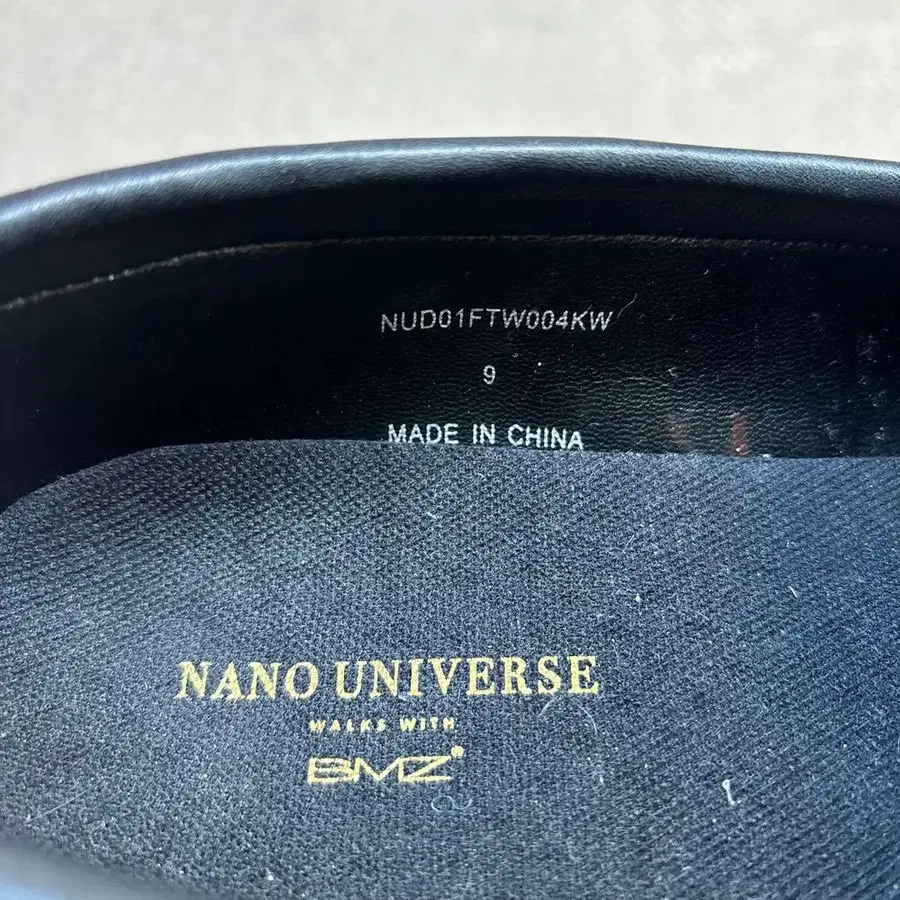 NUD01FTW004KW
9
MADE IN CHINA
NANO UNIVERSE
WALKS WITH
BMZ®